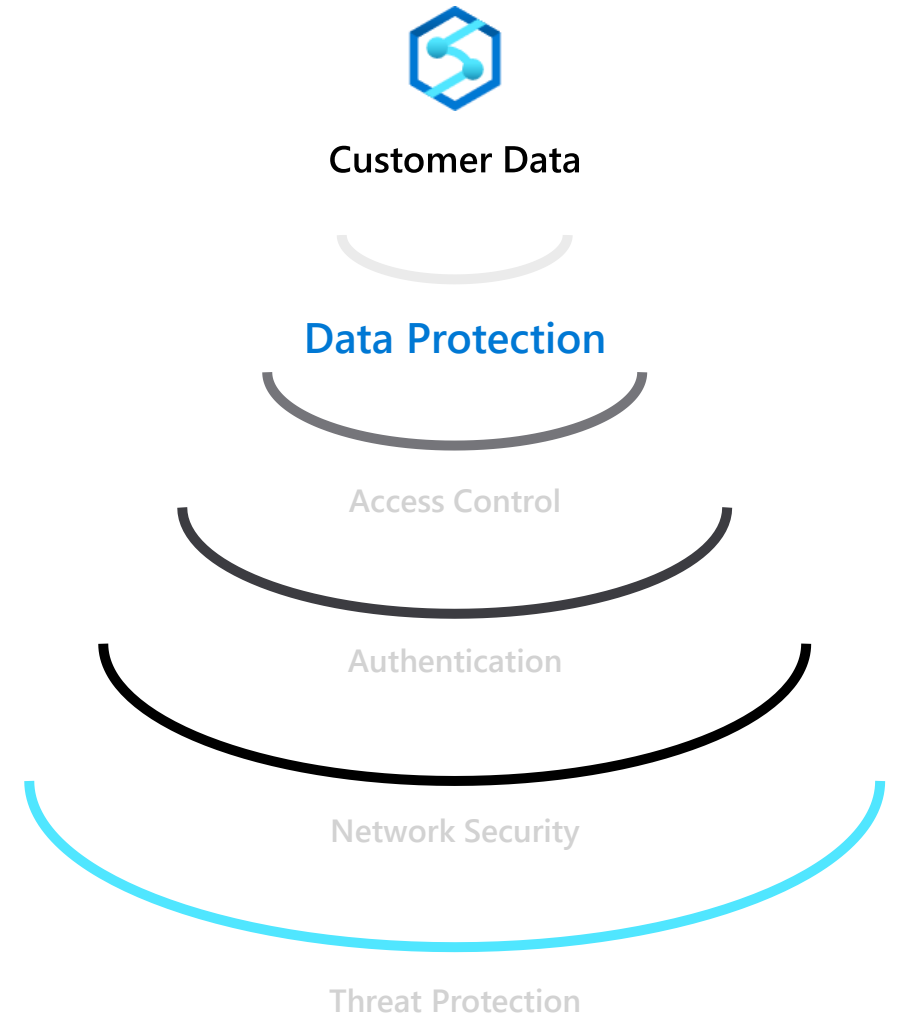 Customer Data
Data Protection
Access Control
Authentication
Network Security
Threat Protection